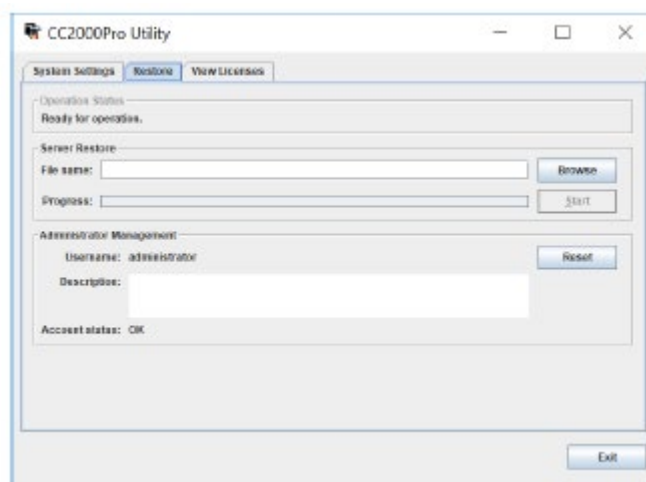 CC2000Pro Utility
System Settings Restore View Licenses
Operation Status
Ready for operation.
Server Restore
File name: Browse
Progress: Start
Administrator Management
Username: administrator Reset
Description:
Account status: OK
Exit